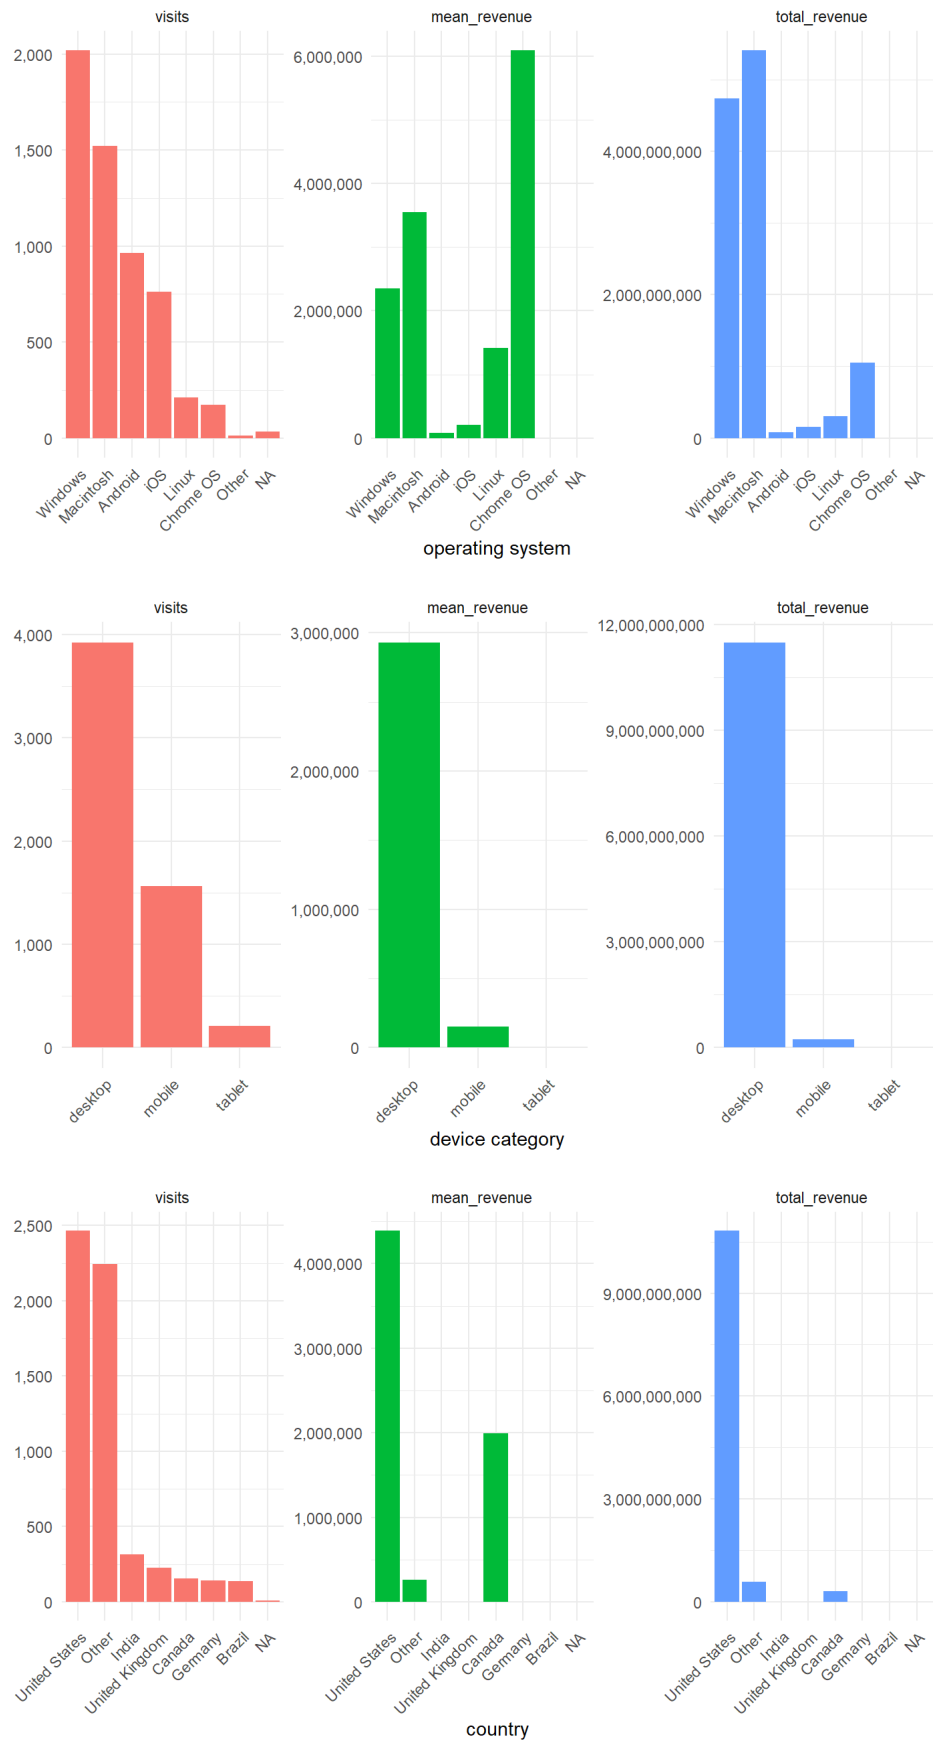 visits
mean_revenue
total_revenue
2,000
1,500
1,000
500
0
6,000,000
4,000,000
2,000,000
0
4,000,000,000
2,000,000,000
0
Windows
Macintosh
Android
iOS
Linux
Chrome OS
Other
NA
Windows
Macintosh
Android
iOS
Linux
Chrome OS
Other
NA
Windows
Macintosh
Android
iOS
Linux
Chrome OS
Other
NA
operating system
visits
mean_revenue
total_revenue
4,000
3,000
2,000
1,000
0
3,000,000
2,000,000
1,000,000
0
12,000,000,000
9,000,000,000
6,000,000,000
3,000,000,000
0
desktop
mobile
tablet
desktop
mobile
tablet
desktop
mobile
tablet
device category
visits
mean_revenue
total_revenue
2,500
2,000
1,500
1,000
500
0
4,000,000
3,000,000
2,000,000
1,000,000
0
9,000,000,000
6,000,000,000
3,000,000,000
0
United States
Other
India
United Kingdom
Canada
Germany
Brazil
NA
United States
Other
India
United Kingdom
Canada
Germany
Brazil
NA
United States
Other
India
United Kingdom
Canada
Germany
Brazil
NA
country